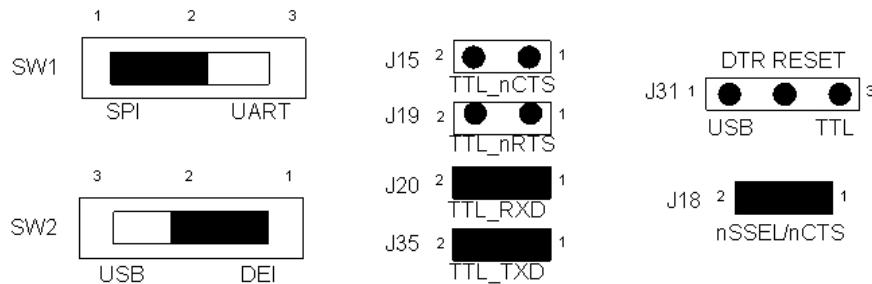 1 2 3
SW1
SPI UART
3 2 1
SW2
USB DEI
J15 2 1
TTL_nCTS
J19 2 1
TTL_nRTS
J20 2 1
TTL_RXD
J35 2 1
TTL_TXD
DTR RESET
J31 1 3
USB TTL
J18 2 1
nSSEL/nCTS